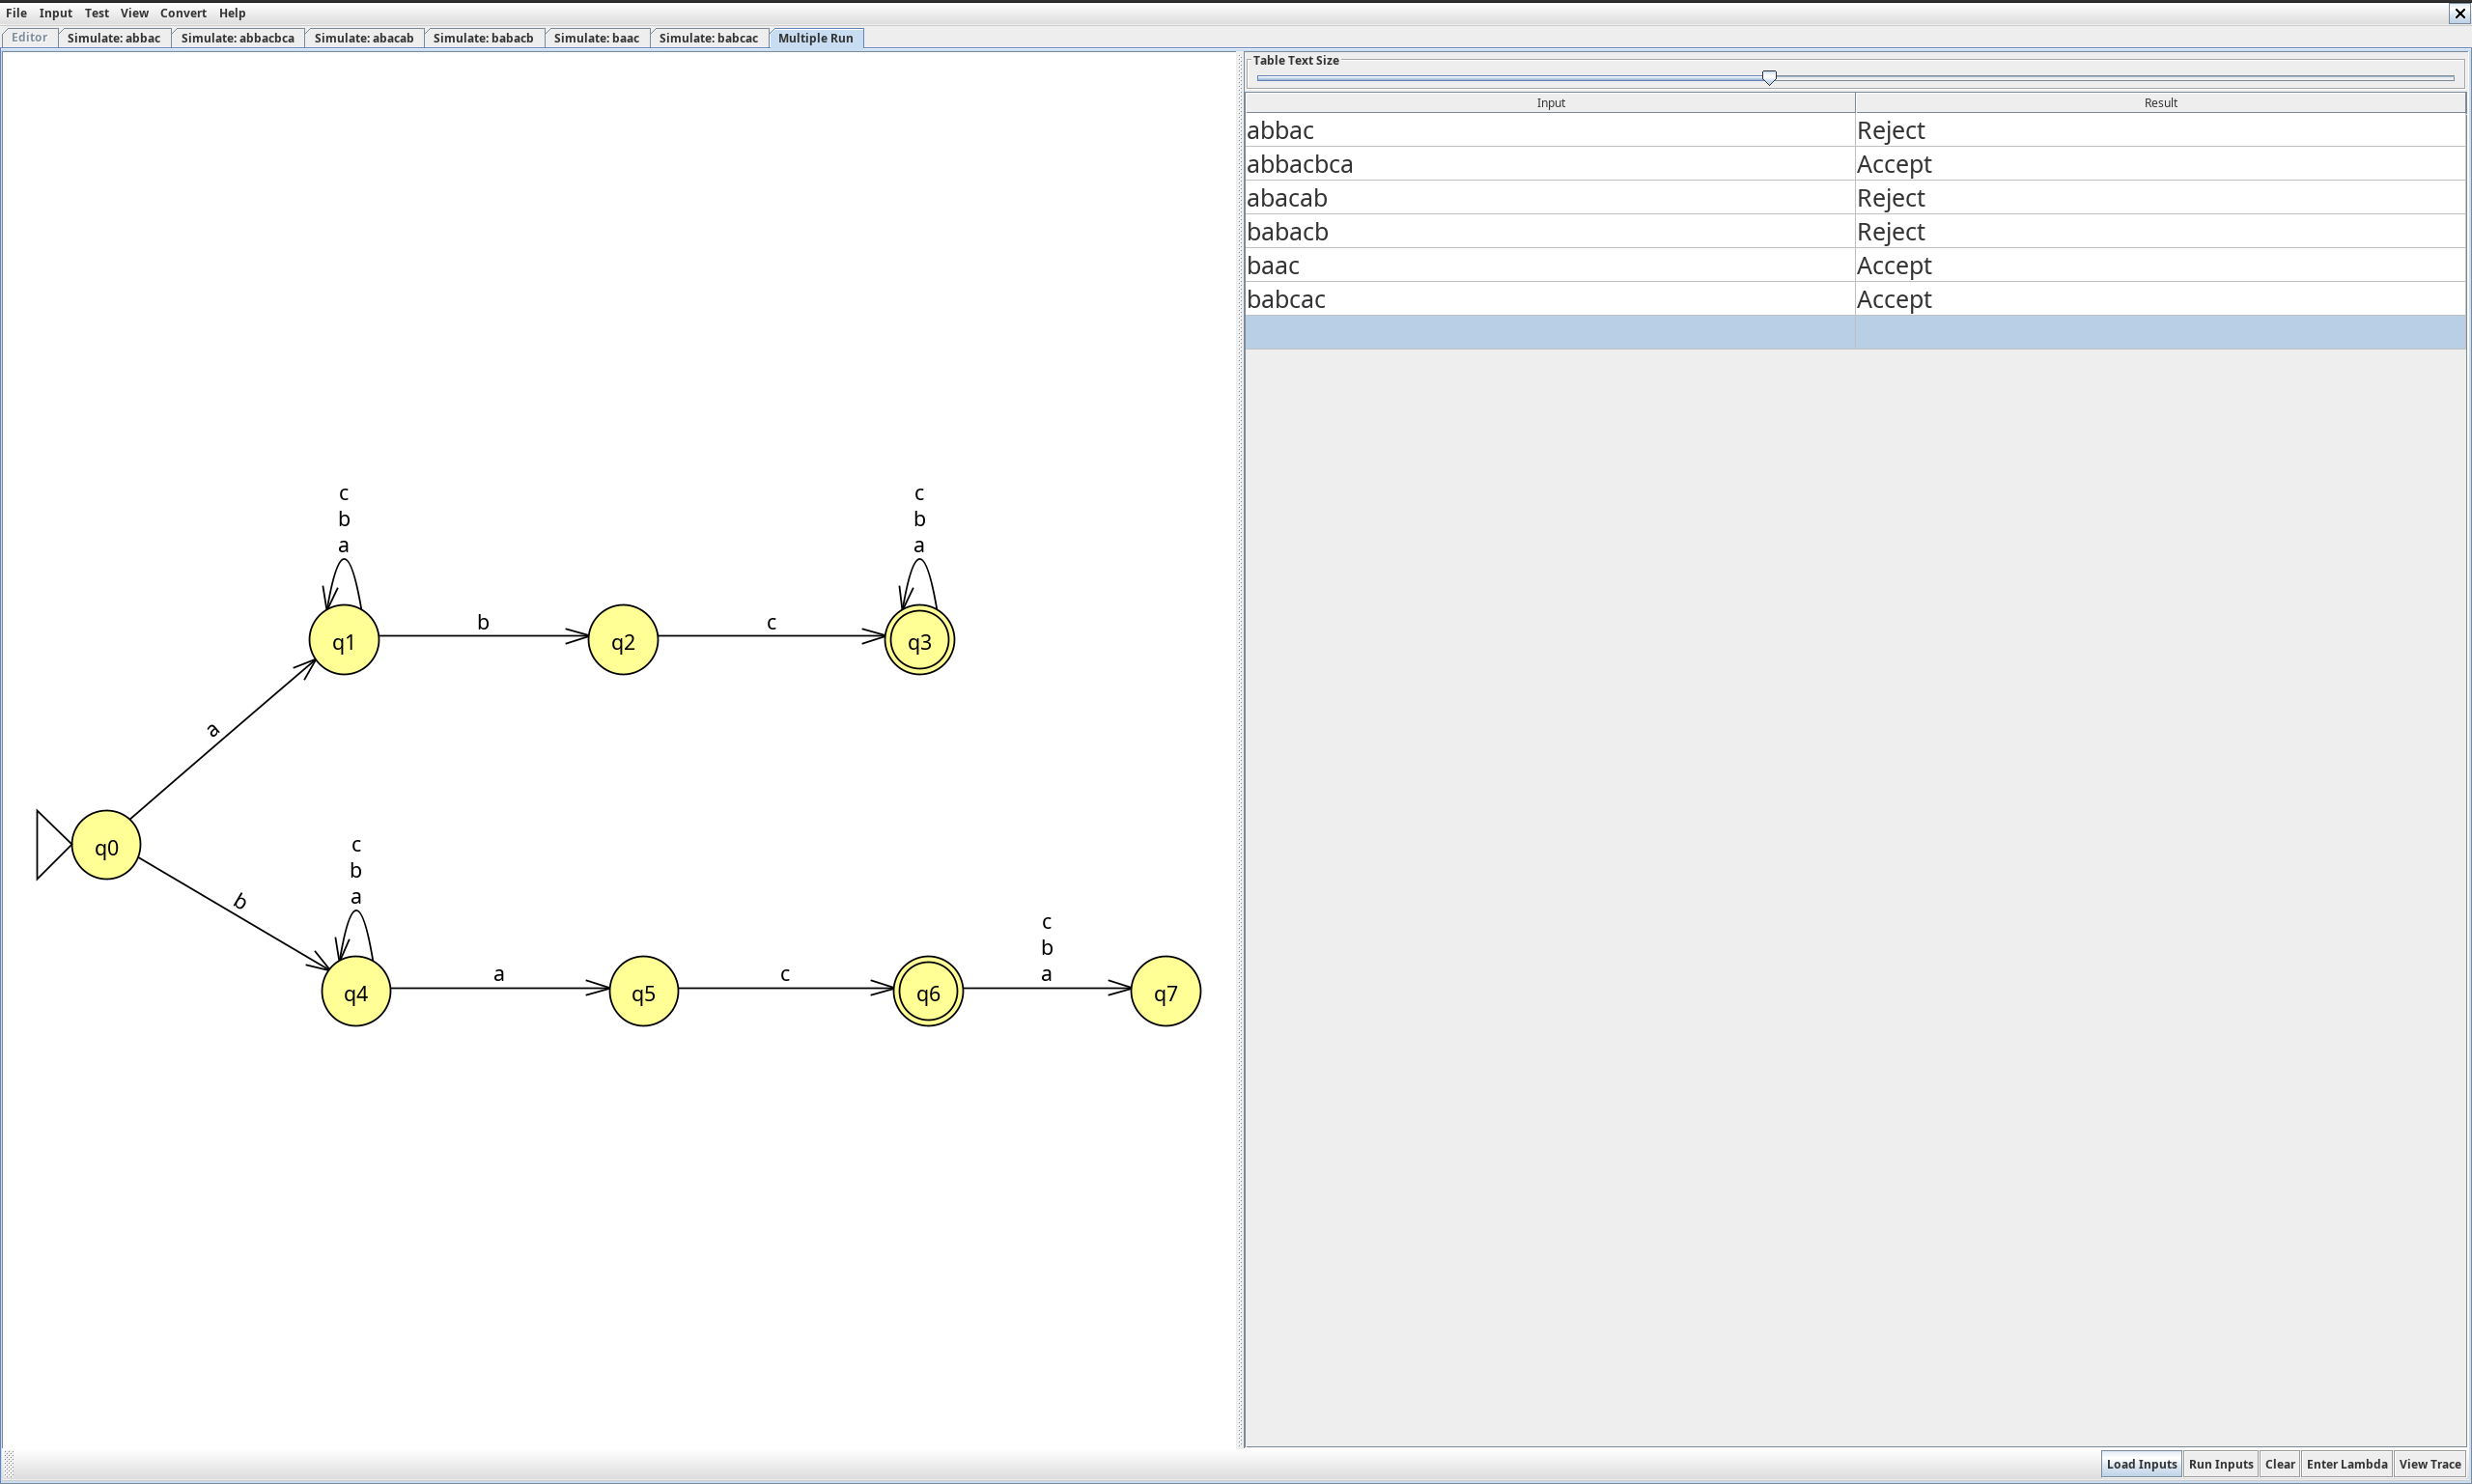 File Input Test View Convert Help
Editor Simulate: abbac Simulate: abbacbca Simulate: abacab Simulate: babacb Simulate: baac Simulate: babcac Multiple Run
Table Text Size
Input Result
abbac Reject
abbacbca Accept
abacab Reject
babacb Reject
baac Accept
babcac Accept
c c
b b
a a
b c
q1 q2 q3
a
q0
c
b
a
b
c
b
a
a c
q4 q5 q6 q7
Load Inputs Run Inputs Clear Enter Lambda View Trace